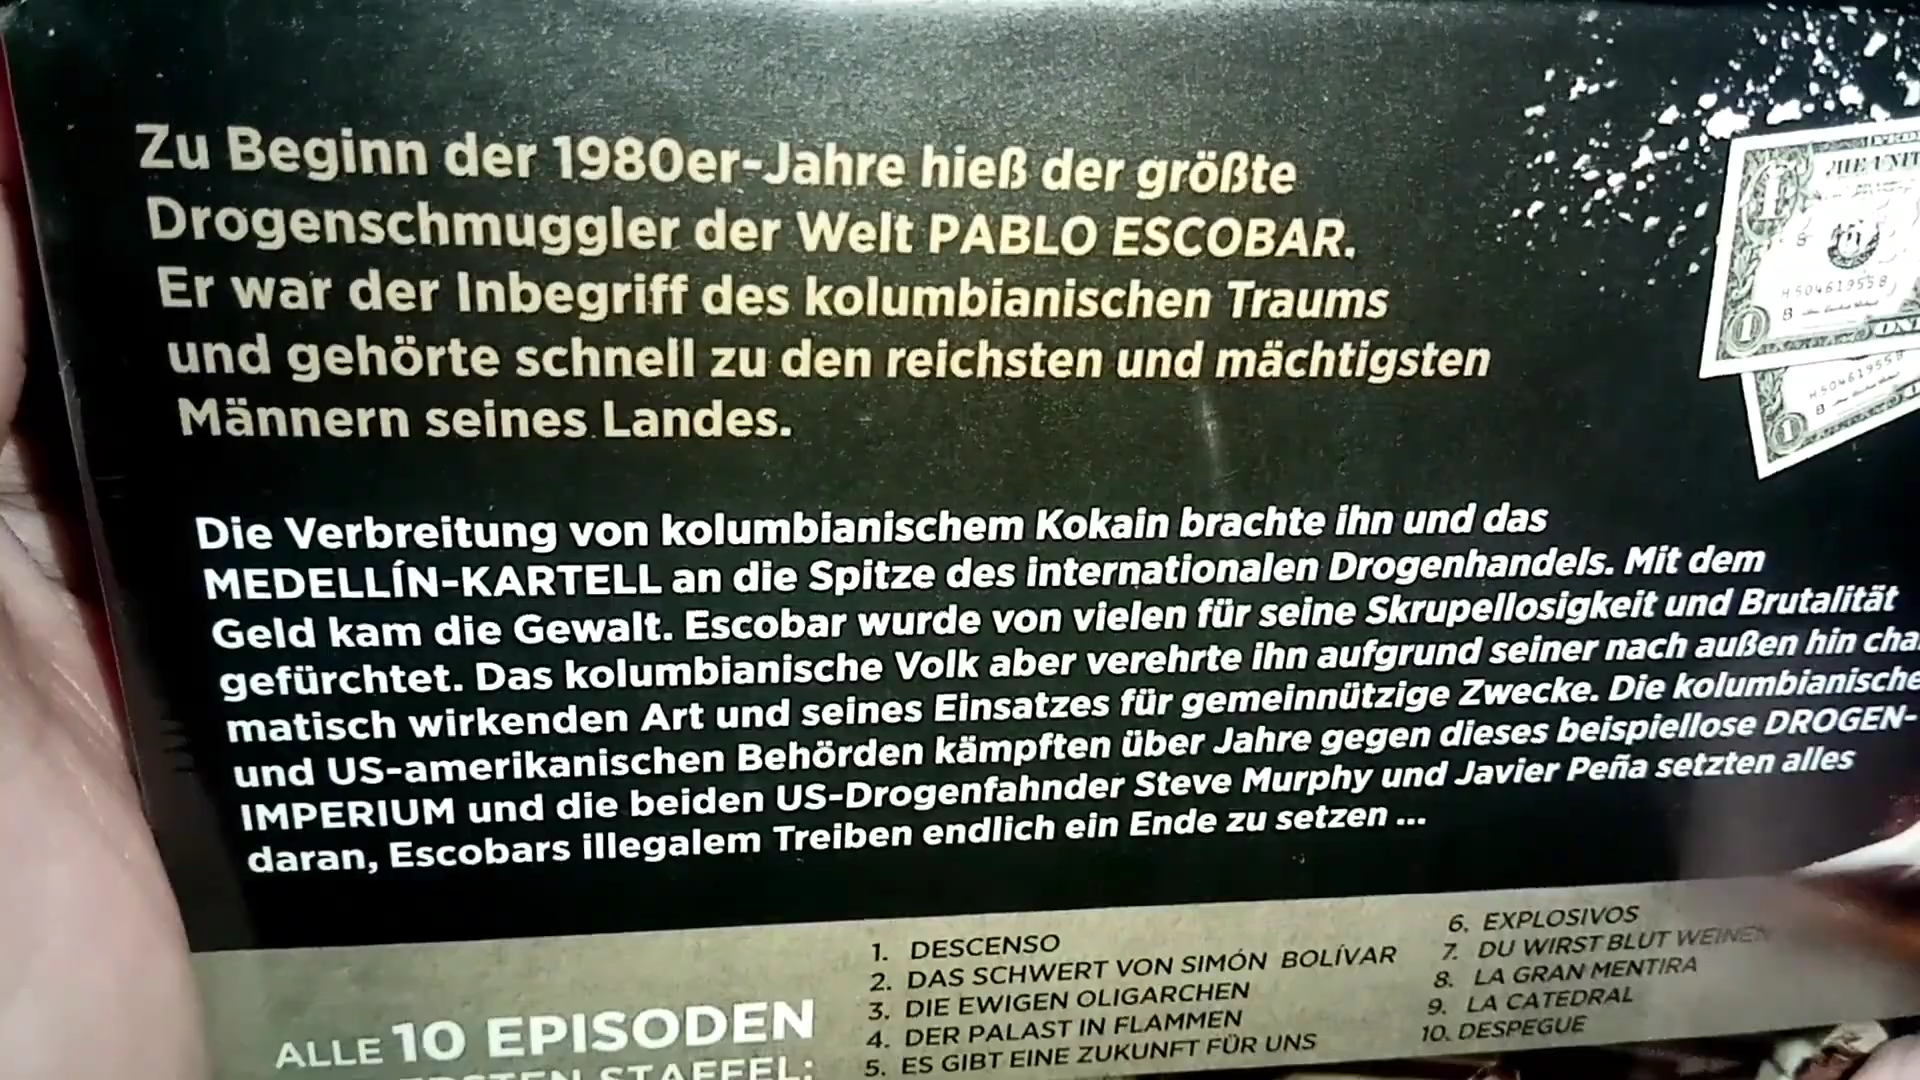 Zu Beginn der 1980er-Jahre hieß der größte
Drogenschmuggler der Welt PABLO ESCOBAR.
Er war der Inbegriff des kolumbianischen Traums
und gehörte schnell zu den reichsten und mächtigsten
Männern seines Landes.
Die Verbreitung von kolumbianischem Kokain brachte ihn und das
MEDELLÍN-KARTELL an die Spitze des internationalen Drogenhandels. Mit dem
Geld kam die Gewalt. Escobar wurde von vielen für seine Skrupellosigkeit und Brutalität
gefürchtet. Das kolumbianische Volk aber verehrte ihn aufgrund seiner nach außen hin cha
matisch wirkenden Art und seines Einsatzes für gemeinnützige Zwecke. Die kolumbianische
und US-amerikanischen Behörden kämpften über Jahre gegen dieses beispiellose DROGEN-
IMPERIUM und die beiden US-Drogenfahnder Steve Murphy und Javier Peña setzten alles
daran, Escobars illegalem Treiben endlich ein Ende zu setzen ...
ALLE 10 EPISODEN
STAFFEL:
1. DESCENSO
2. DAS SCHWERT VON SIMÓN BOLÍVAR
3. DIE EWIGEN OLIGARCHEN
4. DER PALAST IN FLAMMEN
5. ES GIBT EINE ZUKUNFT FÜR UNS
6. EXPLOSIVOS
7. DU WIRST BLUT WEINEN
8. LA GRAN MENTIRA
9. LA CATEDRAL
10. DESPEGUE
1
H50461955B
B
1
1
B
1